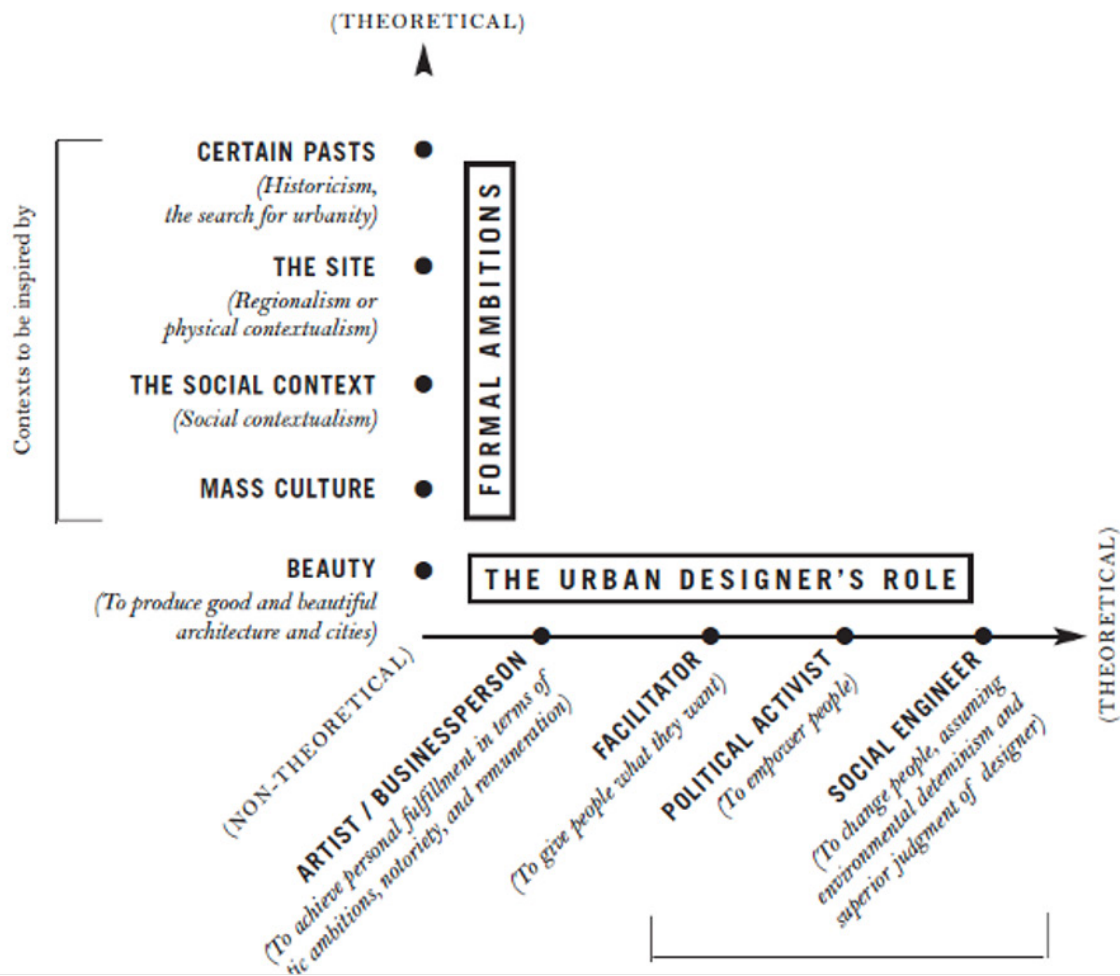 (THEORETICAL)
Contexts to be inspired by
CERTAIN PASTS
(Historicism,
the search for urbanity)
THE SITE
(Regionalism or
physical contextualism)
THE SOCIAL CONTEXT
(Social contextualism)
MASS CULTURE
FORMAL AMBITIONS
BEAUTY
(To produce good and beautiful
architecture and cities)
THE URBAN DESIGNER'S ROLE
(THEORETICAL)
(NON-THEORETICAL)
ARTIST / BUSINESSPERSON
(To achieve personal fulfillment in terms of
tic ambitions, notoriety, and remuneration)
FACILITATOR
(To give people what they want)
POLITICAL ACTIVIST
(To empower people)
SOCIAL ENGINEER
(To change people, assuming
environmental deteminism and
superior judgment of designer)